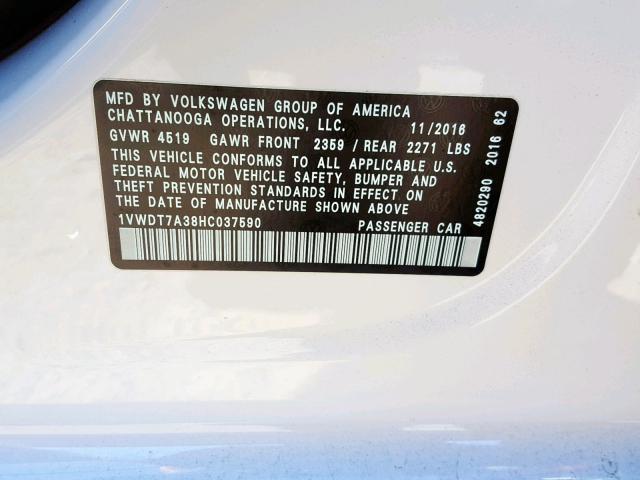 MFD BY VOLKSWAGEN GROUP OF AMERICA
CHATTANOOGA OPERATIONS, LLC. 11/2016
GVWR 4519 GAWR FRONT 2359 / REAR 2271 LBS
THIS VEHICLE CONFORMS TO ALL APPLICABLE U.S.
FEDERAL MOTOR VEHICLE SAFETY, BUMPER AND
THEFT PREVENTION STANDARDS IN EFFECT ON
THE DATE OF MANUFACTURE SHOWN ABOVE
1VWDT7A38HC037590 PASSENGER CAR
4820290 2016 62